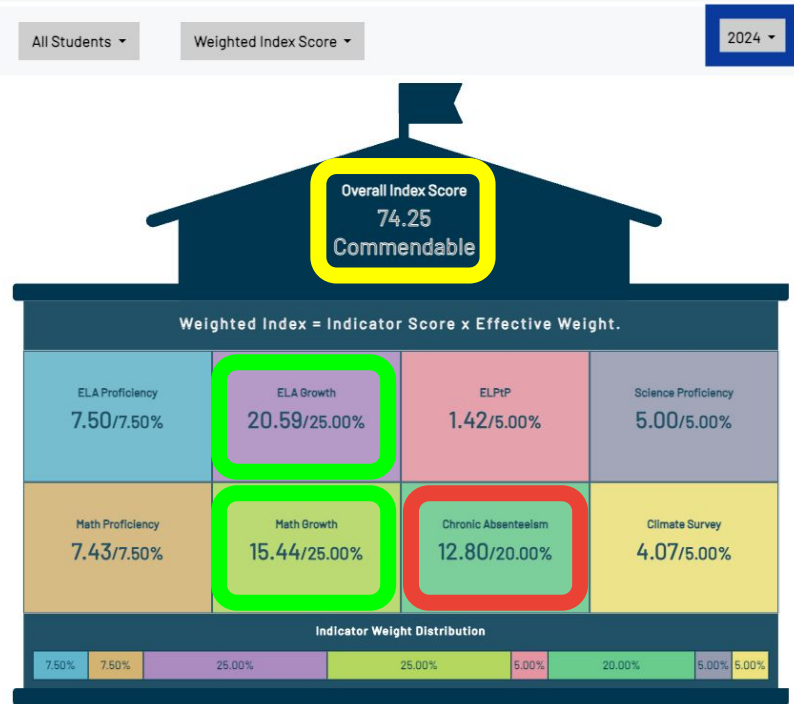 All Students
Weighted Index Score
2024
Overall Index Score
74.25
Commendable
Weighted Index = Indicator Score x Effective Weight.
ELA Proficiency
7.50/7.50%
ELA Growth
20.59/25.00%
ELPtP
1.42/5.00%
Science Proficiency
5.00/5.00%
Math Proficiency
7.43/7.50%
Math Growth
15.44/25.00%
Chronic Absenteeism
12.80/20.00%
Climate Survey
4.07/5.00%
Indicator Weight Distribution
7.50% 7.50% 25.00% 25.00% 5.00% 20.00% 5.00% 5.00%